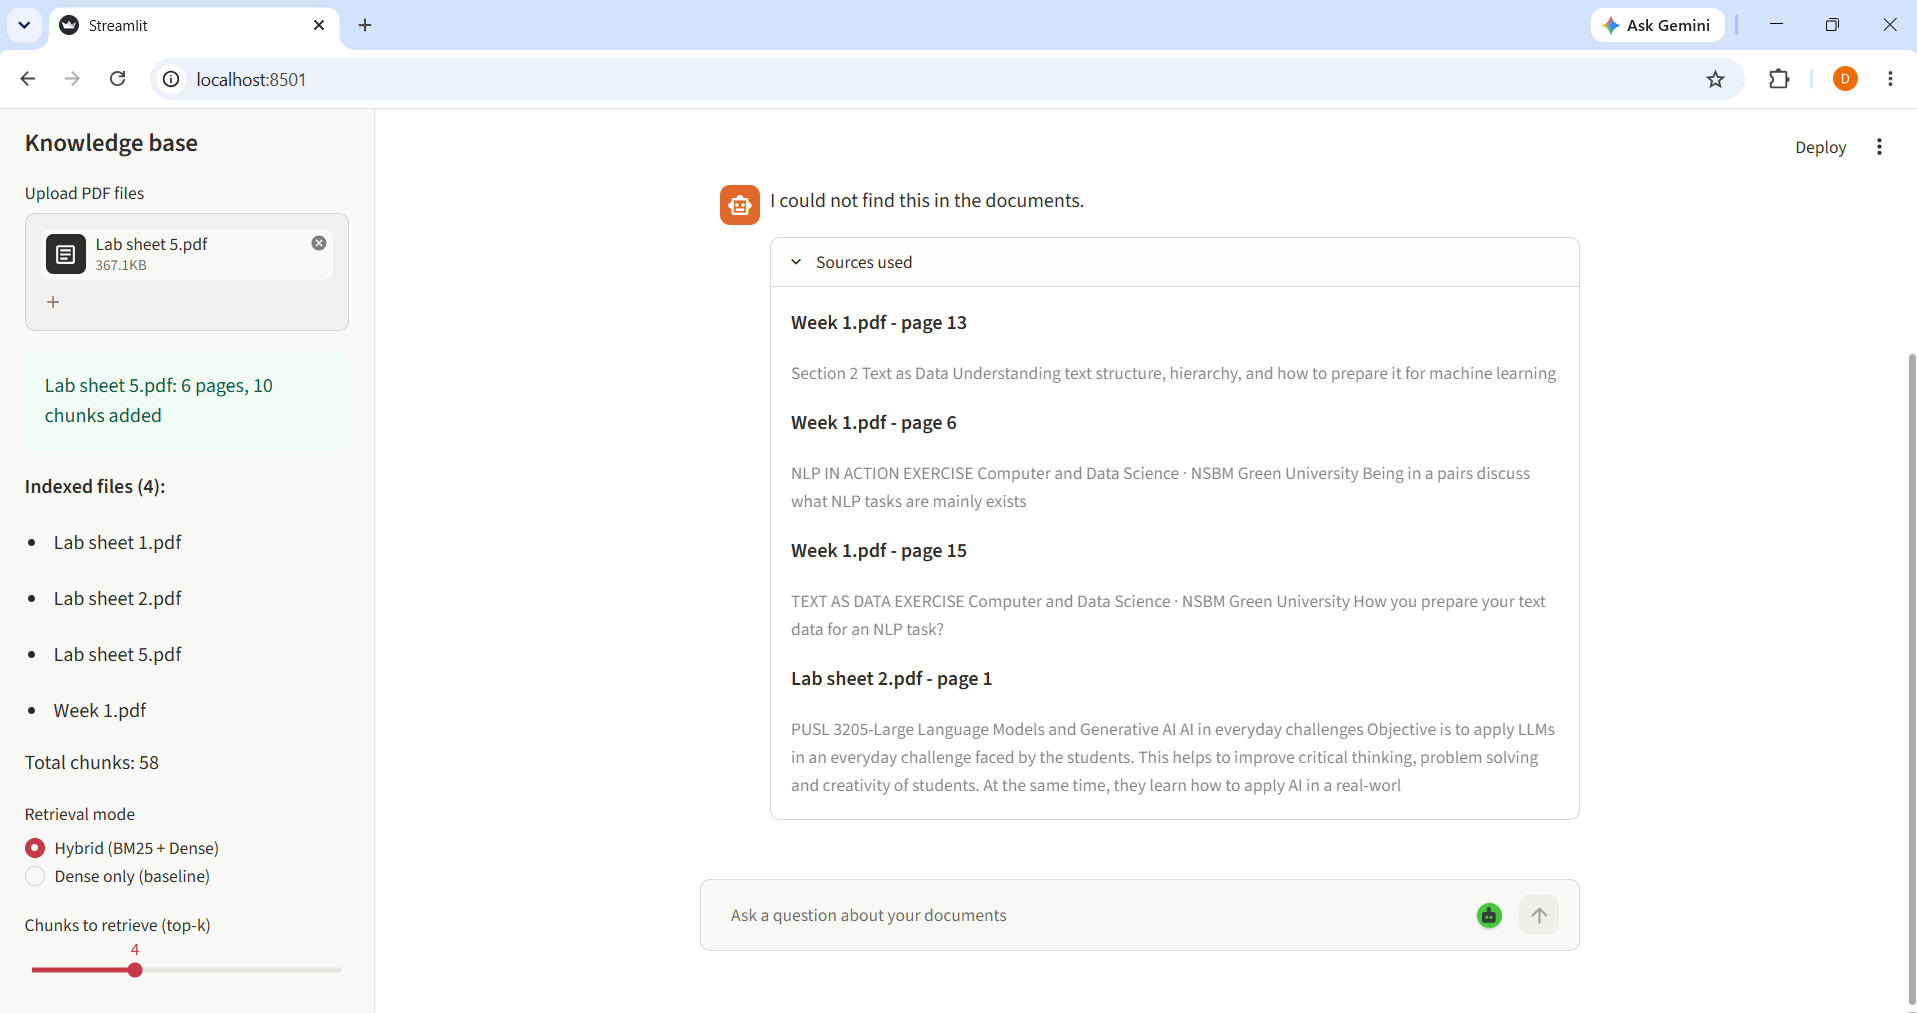 Streamlit
Ask Gemini
localhost:8501
D
Knowledge base
Upload PDF files
Lab sheet 5.pdf
367.1KB
Lab sheet 5.pdf: 6 pages, 10
chunks added
Indexed files (4):
Lab sheet 1.pdf
Lab sheet 2.pdf
Lab sheet 5.pdf
Week 1.pdf
Total chunks: 58
Retrieval mode
Hybrid (BM25 + Dense)
Dense only (baseline)
Chunks to retrieve (top-k)
4
Deploy
I could not find this in the documents.
Sources used
Week 1.pdf - page 13
Section 2 Text as Data Understanding text structure, hierarchy, and how to prepare it for machine learning
Week 1.pdf - page 6
NLP IN ACTION EXERCISE Computer and Data Science · NSBM Green University Being in a pairs discuss
what NLP tasks are mainly exists
Week 1.pdf - page 15
TEXT AS DATA EXERCISE Computer and Data Science · NSBM Green University How you prepare your text
data for an NLP task?
Lab sheet 2.pdf - page 1
PUSL 3205-Large Language Models and Generative AI AI in everyday challenges Objective is to apply LLMs
in an everyday challenge faced by the students. This helps to improve critical thinking, problem solving
and creativity of students. At the same time, they learn how to apply AI in a real-worl
Ask a question about your documents